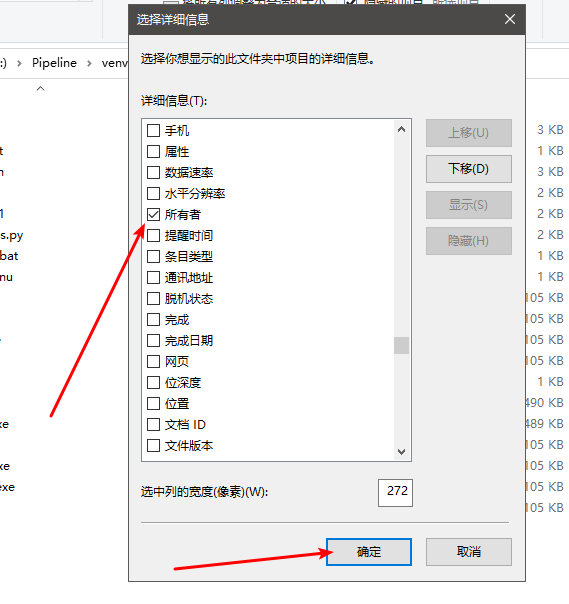 选择详细信息
:) > Pipeline > venv
选择你想显示的此文件夹中项目的详细信息。
详细信息(T):
手机
属性
数据速率
水平分辨率
所有者
提醒时间
条目类型
通讯地址
脱机状态
完成
完成日期
网页
位深度
位置
文档 ID
文件版本
上移(U)
下移(D)
显示(S)
隐藏(H)
选中列的宽度(像素)(W):
272
确定
取消
t
n
1
s.py
bat
nu
xe
xe
exe
3 KB
1 KB
3 KB
2 KB
2 KB
2 KB
1 KB
1 KB
105 KB
105 KB
105 KB
105 KB
1 KB
490 KB
489 KB
105 KB
105 KB
105 KB
105 KB